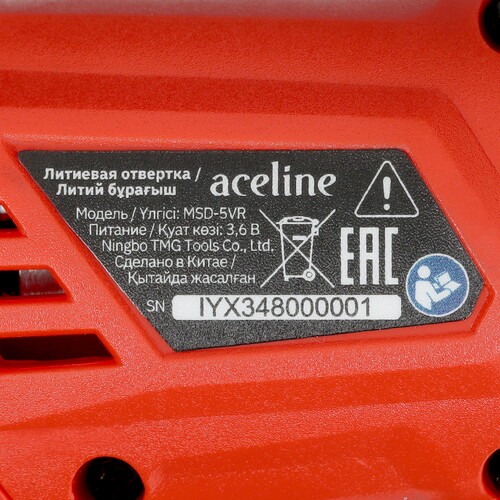 Литиевая отвертка /
Литий бұрағыш
aceline
Модель / Үлгісі: MSD-5VR
Питание / Қуат көзі: 3,6 В
Ningbo TMG Tools Co., Ltd.
Сделано в Китае /
Қытайда жасалған
EAC
SN IYX348000001